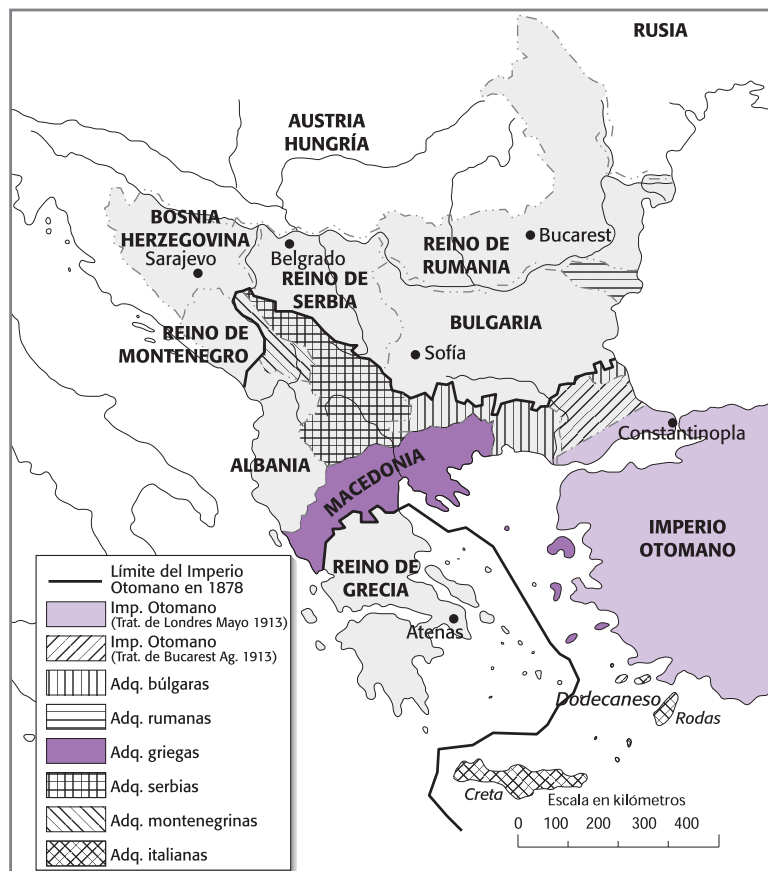 RUSIA
AUSTRIA
HUNGRÍA
BOSNIA
HERZEGOVINA
Sarajevo
Belgrado
REINO DE
SERBIA
REINO DE
RUMANIA
Bucarest
REINO DE
MONTENEGRO
BULGARIA
Sofía
Constantinopla
ALBANIA
MACEDONIA
IMPERIO
OTOMANO
REINO DE
GRECIA
Atenas
Dodecaneso
Rodas
Creta
Escala en kilómetros
0 100 200 300 400
Límite del Imperio
Otomano en 1878
Imp. Otomano
(Trat. de Londres Mayo 1913)
Imp. Otomano
(Trat. de Bucarest Ag. 1913)
Adq. búlgaras
Adq. rumanas
Adq. griegas
Adq. serbias
Adq. montenegrinas
Adq. italianas